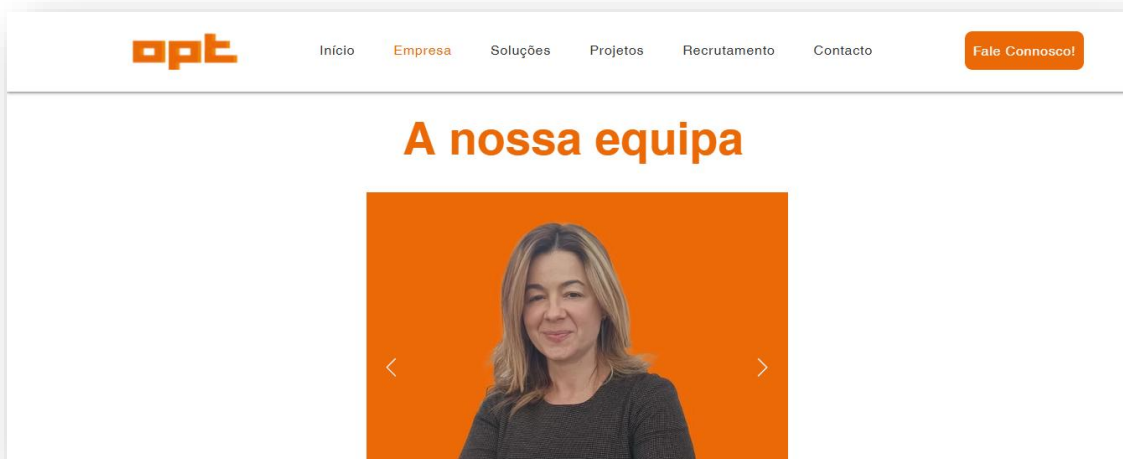 opt Início Empresa Soluções Projetos Recrutamento Contacto Fale Connosco!
A nossa equipa